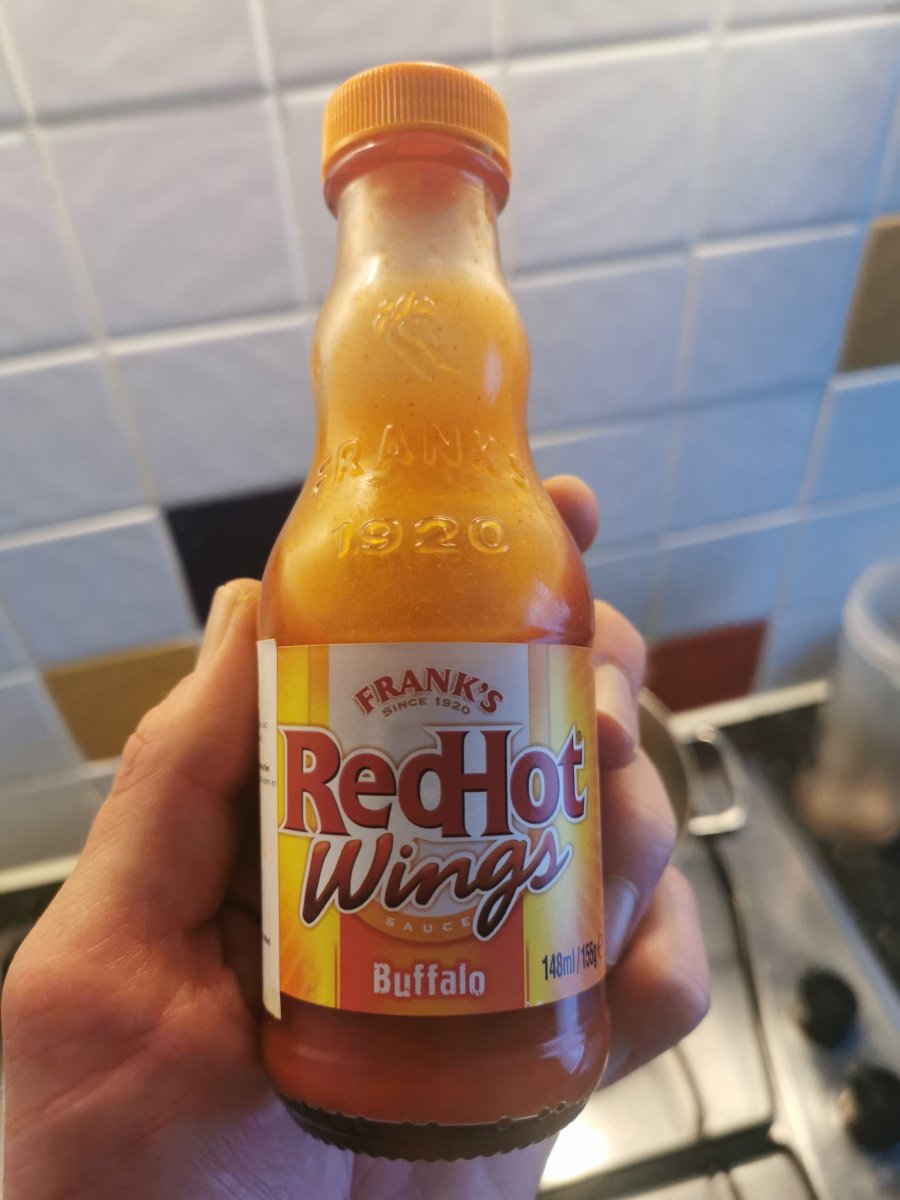 FRANK'S
1920
FRANK'S
SINCE 1920
RedHot®
Wings
SAUCE
Buffalo
148ml/155g e